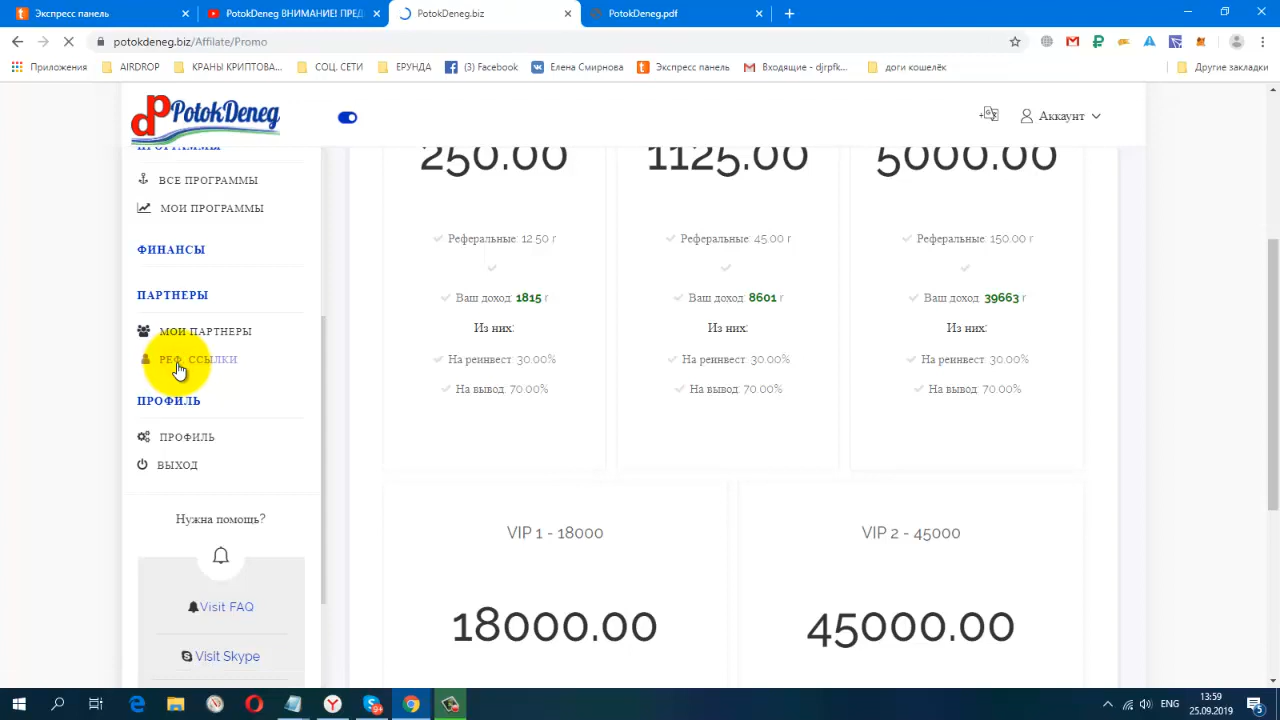 Экспресс панель
PotokDeneg ВНИМАНИЕ! ПРЕД
PotokDeneg.biz
PotokDeneg.pdf
potokdeneg.biz/Affilate/Promo
Приложения
AIRDROP
КРАНЫ КРИПТОВА...
СОЦ. СЕТИ
ЕРУНДА
(3) Facebook
Елена Смирнова
Экспресс панель
Входящие - djrpfk...
доги кошелёк
Другие закладки
PotokDeneg
Аккаунт
ПРОГРАММЫ
ВСЕ ПРОГРАММЫ
МОИ ПРОГРАММЫ
ФИНАНСЫ
ПАРТНЕРЫ
МОИ ПАРТНЕРЫ
РЕФ. ССЫЛКИ
ПРОФИЛЬ
ПРОФИЛЬ
ВЫХОД
Нужна помощь?
Visit FAQ
Visit Skype
250.00
Реферальные: 12.50 г
Ваш доход: 1815 г
Из них:
На реинвест: 30.00%
На вывод: 70.00%
1125.00
Реферальные: 45.00 г
Ваш доход: 8601 г
Из них:
На реинвест: 30.00%
На вывод: 70.00%
5000.00
Реферальные: 150.00 г
Ваш доход: 39663 г
Из них:
На реинвест: 30.00%
На вывод: 70.00%
VIP 1 - 18000
18000.00
VIP 2 - 45000
45000.00
ENG
13:59
25.09.2019